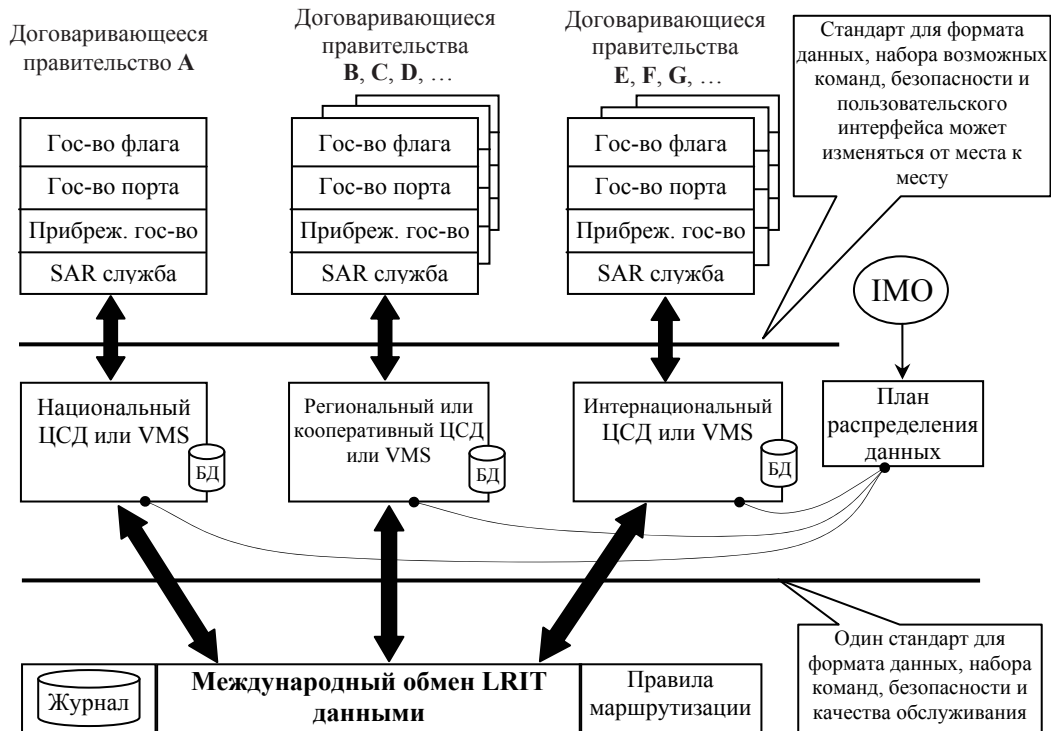 Договаривающееся
правительство A
Договаривающиеся
правительства
B, C, D, …
Договаривающиеся
правительства
E, F, G, …
Стандарт для формата
данных, набора возможных
команд, безопасности и
пользовательского
интерфейса может
изменяться от места к
месту
Гос-во флага
Гос-во порта
Прибреж. гос-во
SAR служба
Гос-во флага
Гос-во порта
Прибреж. гос-во
SAR служба
Гос-во флага
Гос-во порта
Прибреж. гос-во
SAR служба
IMO
Национальный
ЦСД или VMS
БД
Региональный или
кооперативный ЦСД
или VMS
БД
Интернациональный
ЦСД или VMS
БД
План
распределения
данных
Журнал
Международный обмен LRIT
данными
Правила
маршрутизации
Один стандарт для
формата данных, набора
команд, безопасности и
качества обслуживания